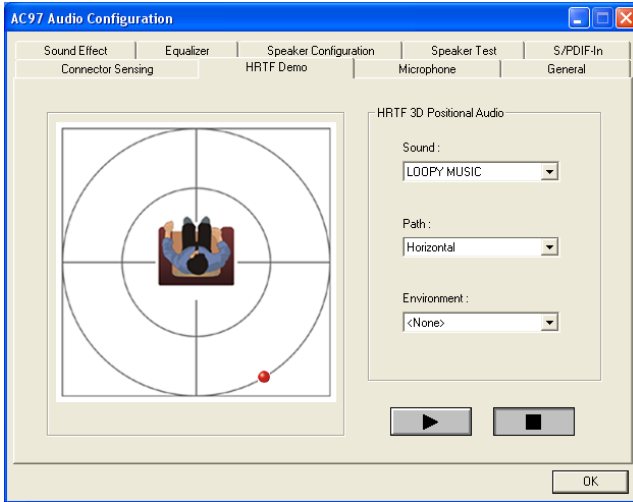 AC97 Audio Configuration
Sound Effect Equalizer Speaker Configuration Speaker Test S/PDIF-In
Connector Sensing HRTF Demo Microphone General
HRTF 3D Positional Audio
Sound :
LOOPY MUSIC
Path :
Horizontal
Environment :
<None>
OK